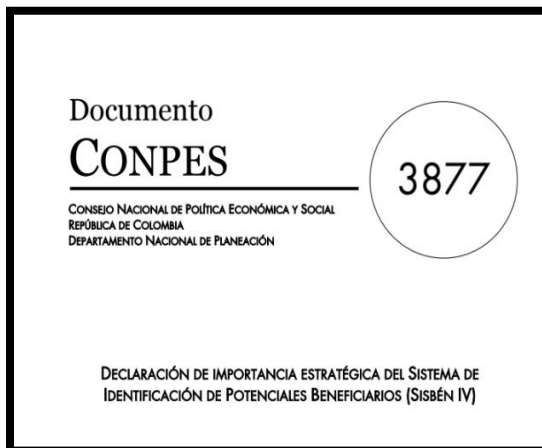 Documento
CONPES
3877
CONSEJO NACIONAL DE POLÍTICA ECONÓMICA Y SOCIAL
REPÚBLICA DE COLOMBIA
DEPARTAMENTO NACIONAL DE PLANEACIÓN
DECLARACIÓN DE IMPORTANCIA ESTRATÉGICA DEL SISTEMA DE
IDENTIFICACIÓN DE POTENCIALES BENEFICIARIOS (SISBÉN IV)